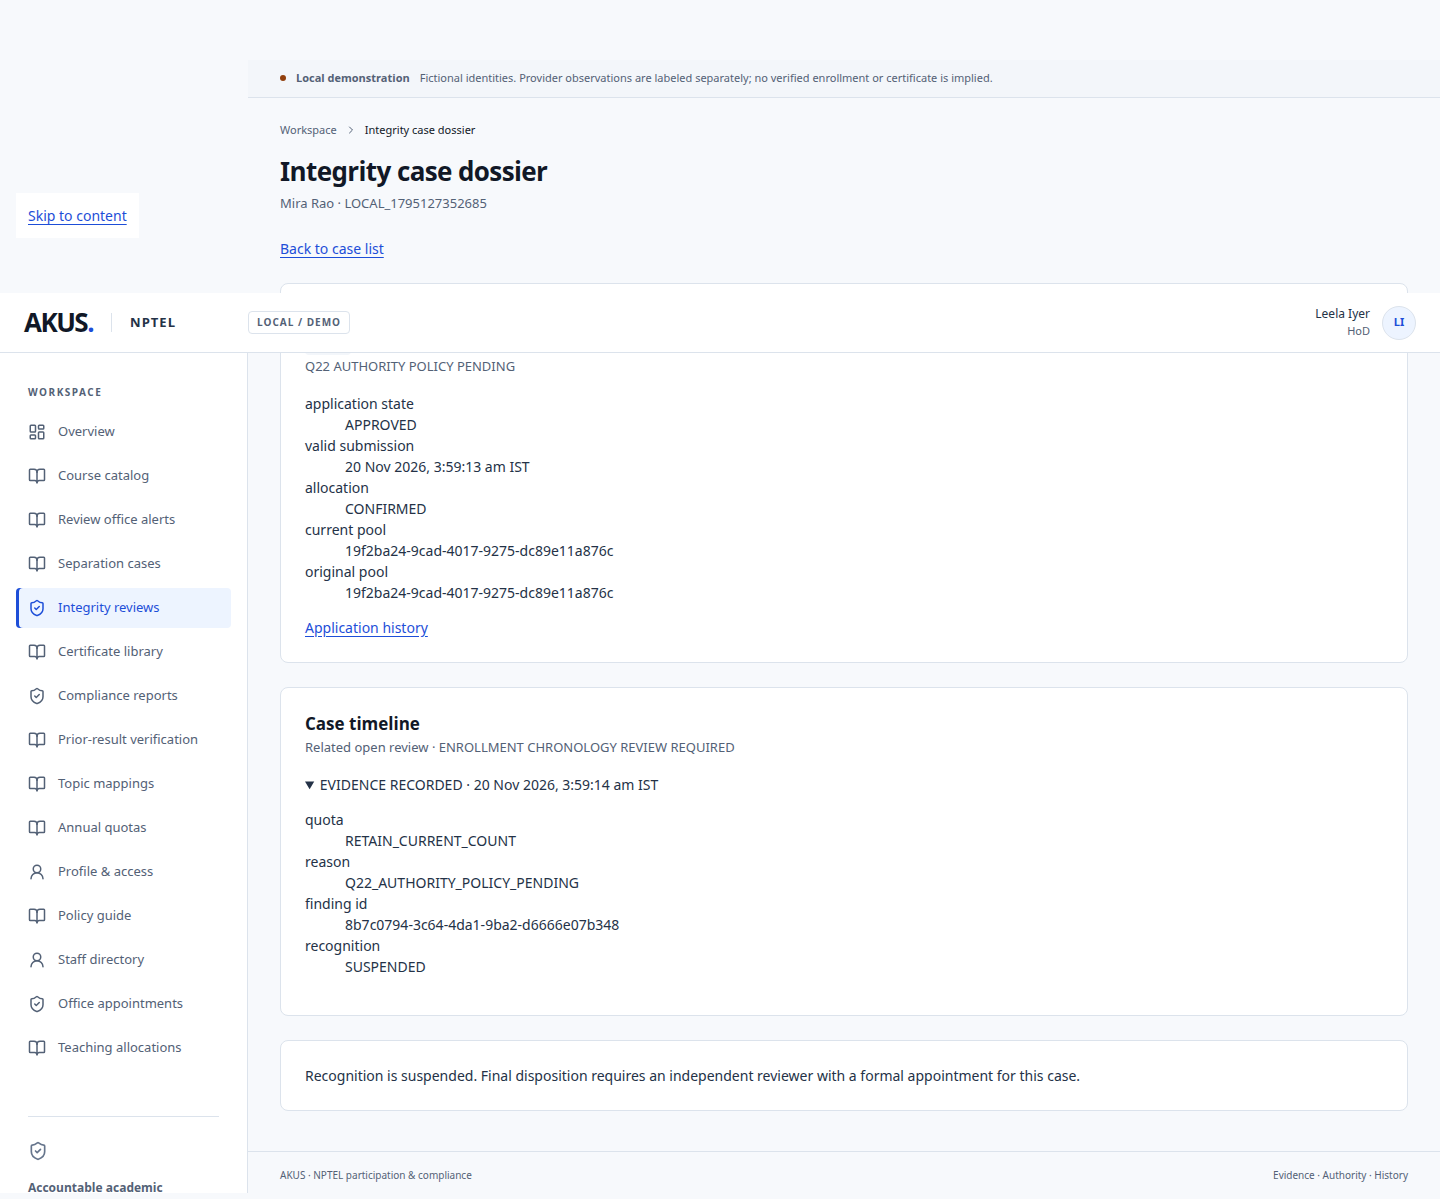 Local demonstration Fictional identities. Provider observations are labeled separately; no verified enrollment or certificate is implied.
Workspace > Integrity case dossier
Integrity case dossier
Mira Rao · LOCAL_1795127352685
Skip to content
Back to case list
AKUS. NPTEL LOCAL / DEMO
Leela Iyer
HoD
LI
WORKSPACE
Overview
Course catalog
Review office alerts
Separation cases
Integrity reviews
Certificate library
Compliance reports
Prior-result verification
Topic mappings
Annual quotas
Profile & access
Policy guide
Staff directory
Office appointments
Teaching allocations
Accountable academic
Q22 AUTHORITY POLICY PENDING
application state
APPROVED
valid submission
20 Nov 2026, 3:59:13 am IST
allocation
CONFIRMED
current pool
19f2ba24-9cad-4017-9275-dc89e11a876c
original pool
19f2ba24-9cad-4017-9275-dc89e11a876c
Application history
Case timeline
Related open review · ENROLLMENT CHRONOLOGY REVIEW REQUIRED
▼ EVIDENCE RECORDED · 20 Nov 2026, 3:59:14 am IST
quota
RETAIN_CURRENT_COUNT
reason
Q22_AUTHORITY_POLICY_PENDING
finding id
8b7c0794-3c64-4da1-9ba2-d6666e07b348
recognition
SUSPENDED
Recognition is suspended. Final disposition requires an independent reviewer with a formal appointment for this case.
AKUS · NPTEL participation & compliance
Evidence · Authority · History